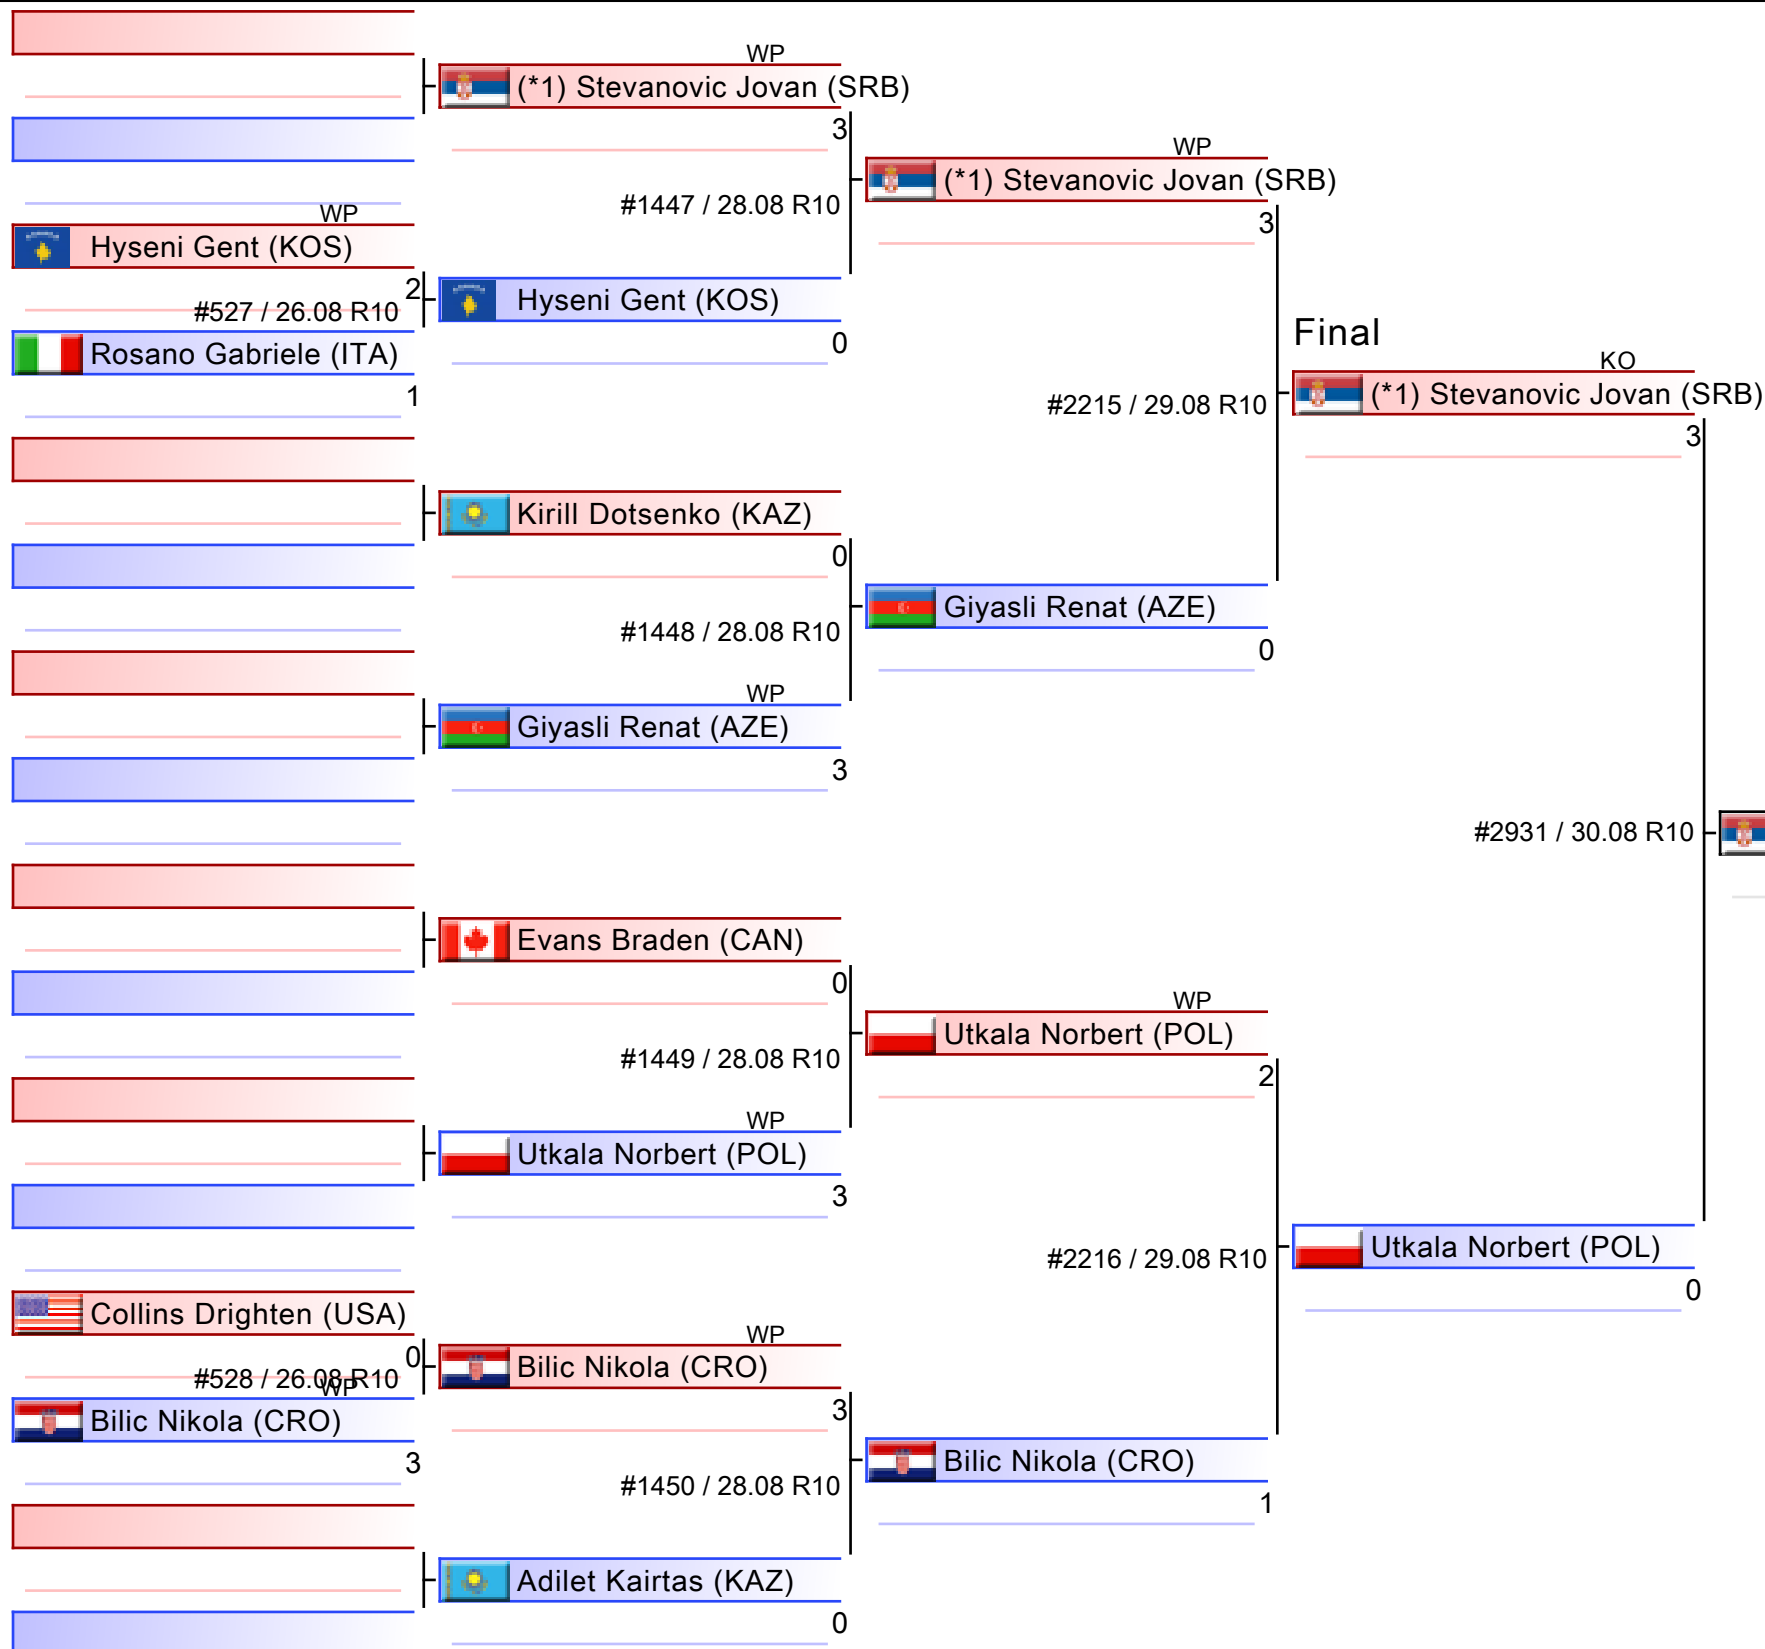 WP
(*1) Stevanovic Jovan (SRB)
3
WP
(*1) Stevanovic Jovan (SRB)
#1447 / 28.08 R10
WP
3
Hyseni Gent (KOS)
2
#527 / 26.08 R10
Hyseni Gent (KOS)
Rosano Gabriele (ITA)
0
1
Final
KO
(*1) Stevanovic Jovan (SRB)
#2215 / 29.08 R10
3
Kirill Dotsenko (KAZ)
0
#1448 / 28.08 R10
Giyasli Renat (AZE)
0
WP
Giyasli Renat (AZE)
3
#2931 / 30.08 R10
Evans Braden (CAN)
0
WP
Utkala Norbert (POL)
#1449 / 28.08 R10
2
WP
Utkala Norbert (POL)
3
#2216 / 29.08 R10
Utkala Norbert (POL)
0
Collins Drighten (USA)
WP
0
#528 / 26.08 R10
Bilic Nikola (CRO)
WP
Bilic Nikola (CRO)
3
3
Bilic Nikola (CRO)
#1450 / 28.08 R10
1
Adilet Kairtas (KAZ)
0